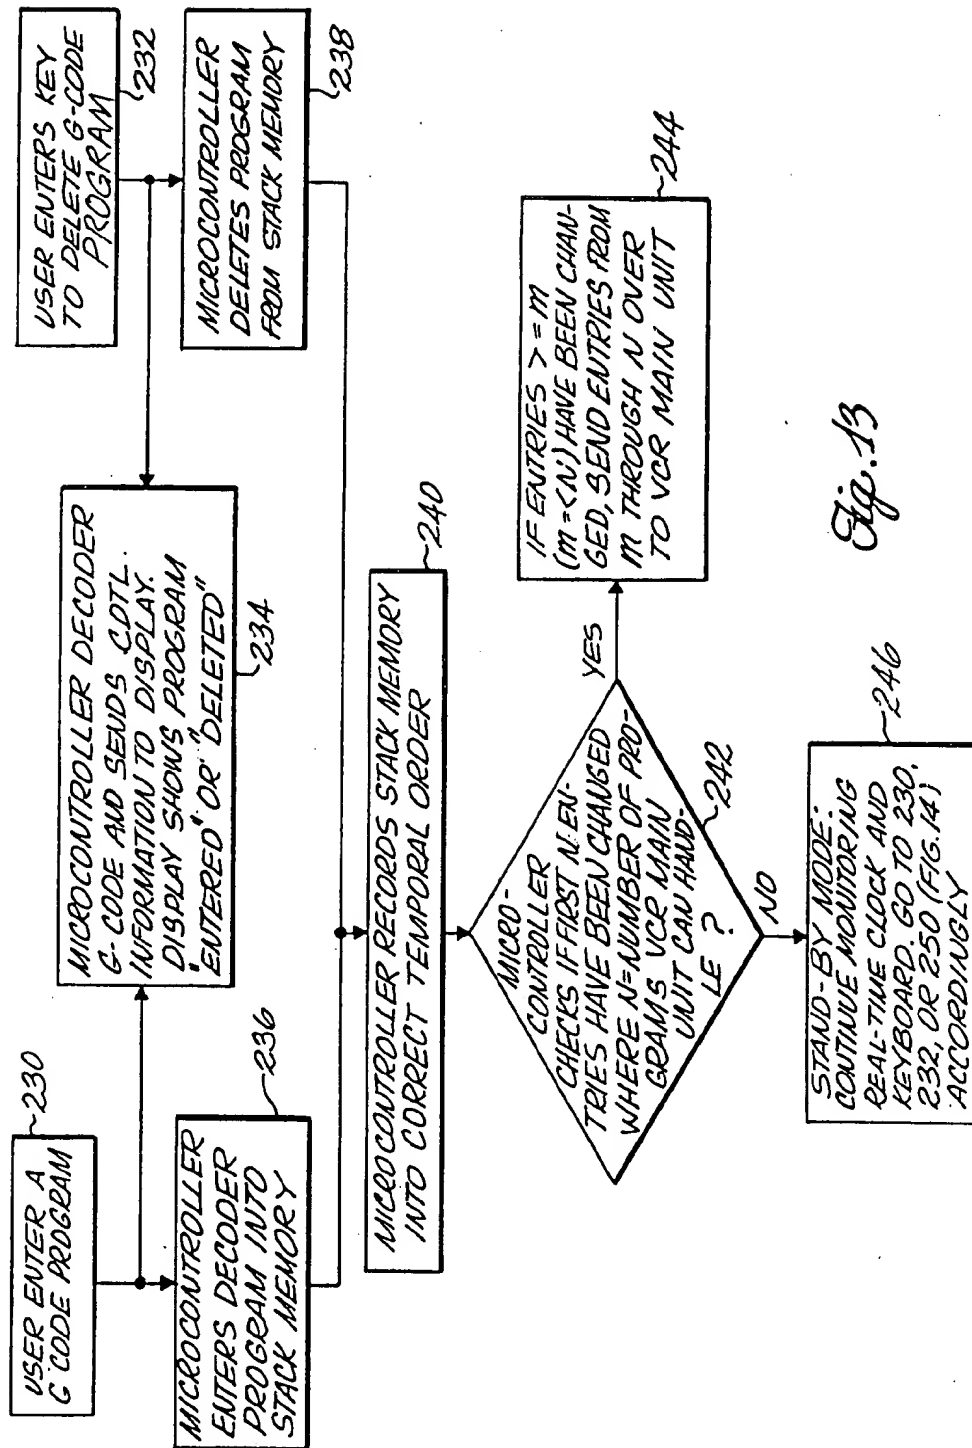 USER ENTER A
G CODE PROGRAM
230
USER ENTERS KEY
TO DELETE G-CODE
PROGRAM
232
MICROCONTROLLER DECODER
G-CODE AND SENDS CDTL.
INFORMATION TO DISPLAY.
DISPLAY SHOWS PROGRAM
"ENTERED" OR "DELETED"
234
MICROCONTROLLER
ENTERS DECODER
PROGRAM INTO
STACK MEMORY
236
MICROCONTROLLER
DELETES PROGRAM
FROM STACK MEMORY
238
MICROCONTROLLER RECORDS STACK MEMORY
INTO CORRECT TEMPORAL ORDER
240
MICRO-
CONTROLLER
CHECKS IF FIRST N EN-
TRIES HAVE BEEN CHANGED
WHERE N=NUMBER OF PRO-
GRAMS VCR MAIN
UNIT CAN HAND-
LE ?
242
YES
IF ENTRIES >=m
(m=<N) HAVE BEEN CHAN-
GED, SEND ENTRIES FROM
m THROUGH N OVER
TO VCR MAIN UNIT
244
NO
STAND-BY MODE:
CONTINUE MONITORING
REAL-TIME CLOCK AND
KEYBOARD. GO TO 230,
232, OR 250 (FIG.14)
ACCORDINGLY
246
Fig. 13